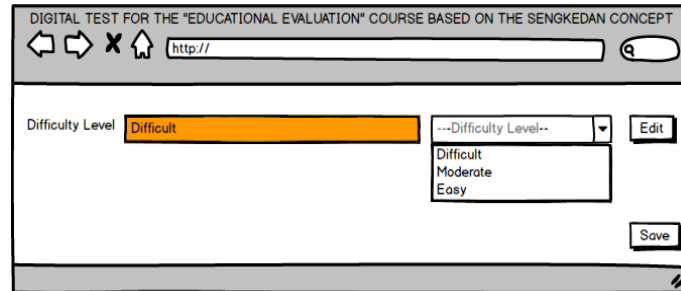 DIGITAL TEST FOR THE "EDUCATIONAL EVALUATION" COURSE BASED ON THE SENGKEDAN CONCEPT
http://
Difficulty Level Difficult ---Difficulty Level-- Edit
Difficult
Moderate
Easy
Save